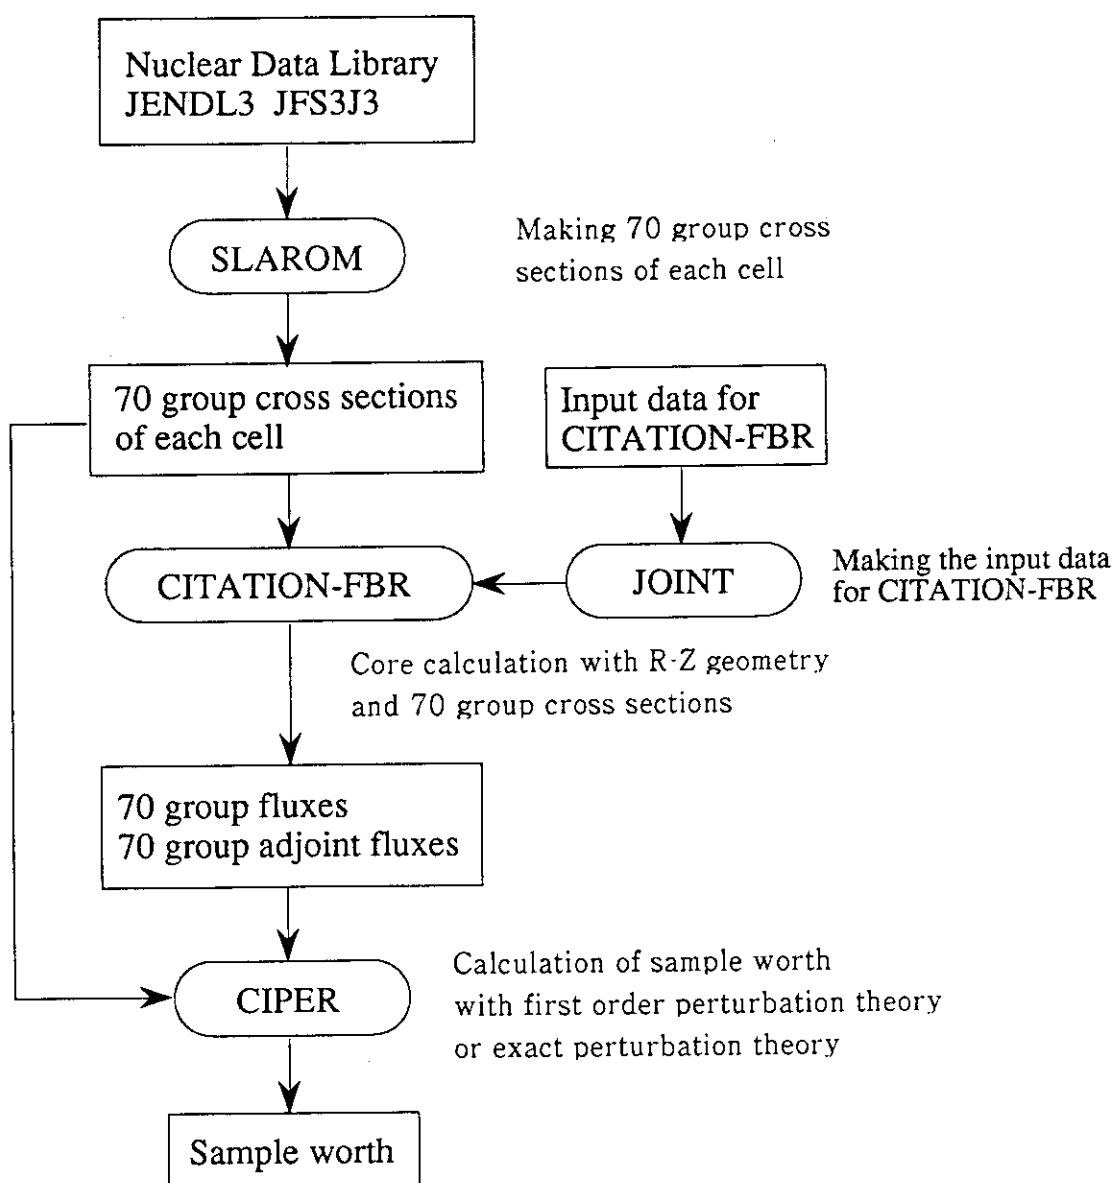 Nuclear Data Library
JENDL3 JFS3J3
SLAROM
Making 70 group cross
sections of each cell
70 group cross sections
of each cell
Input data for
CITATION-FBR
CITATION-FBR
JOINT
Making the input data
for CITATION-FBR
Core calculation with R-Z geometry
and 70 group cross sections
70 group fluxes
70 group adjoint fluxes
CIPER
Calculation of sample worth
with first order perturbation theory
or exact perturbation theory
Sample worth